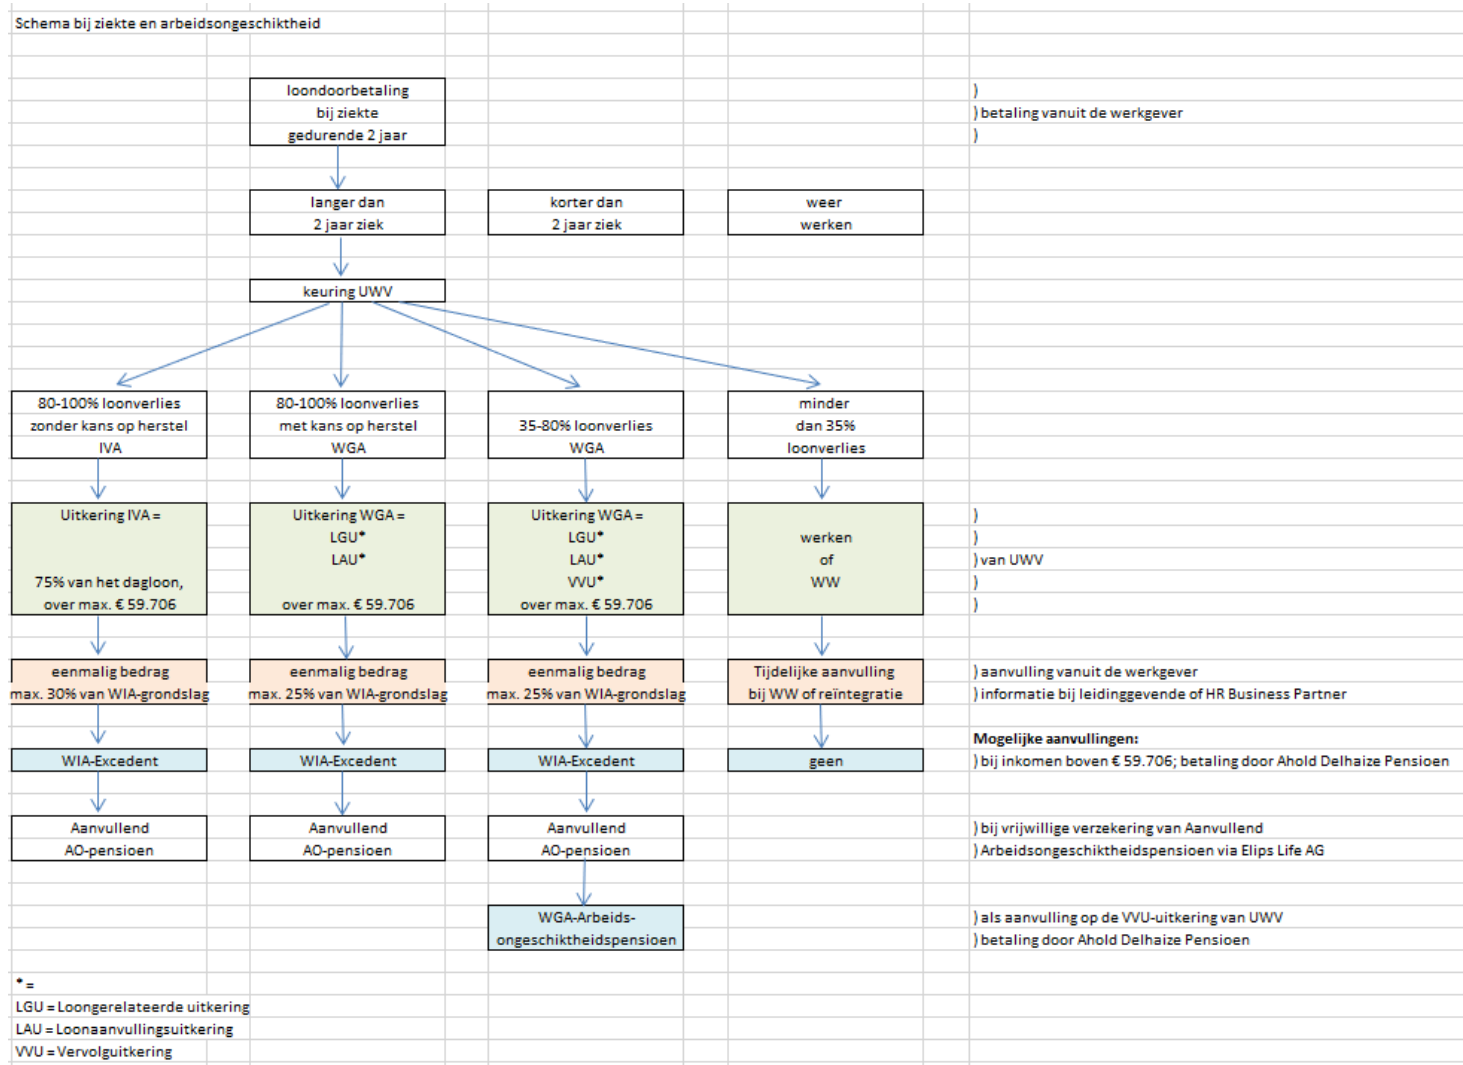 Schema bij ziekte en arbeidsongeschiktheid
loondoorbetaling
bij ziekte
gedurende 2 jaar
)
) betaling vanuit de werkgever
)
langer dan
2 jaar ziek
korter dan
2 jaar ziek
weer
werken
keuring UWV
80-100% loonverlies
zonder kans op herstel
IVA
80-100% loonverlies
met kans op herstel
WGA
35-80% loonverlies
WGA
minder
dan 35%
loonverlies
Uitkering IVA =
75% van het dagloon,
over max. € 59.706
Uitkering WGA =
LGU*
LAU*
over max. € 59.706
Uitkering WGA =
LGU*
LAU*
VVU*
over max. € 59.706
werken
of
WW
)
)
) van UWV
)
)
eenmalig bedrag
max. 30% van WIA-grondslag
eenmalig bedrag
max. 25% van WIA-grondslag
eenmalig bedrag
max. 25% van WIA-grondslag
Tijdelijke aanvulling
bij WW of reïntegratie
) aanvulling vanuit de werkgever
) informatie bij leidinggevende of HR Business Partner
Mogelijke aanvullingen:
WIA-Excedent
WIA-Excedent
WIA-Excedent
geen
) bij inkomen boven € 59.706; betaling door Ahold Delhaize Pensioen
Aanvullend
AO-pensioen
Aanvullend
AO-pensioen
Aanvullend
AO-pensioen
) bij vrijwillige verzekering van Aanvullend
) Arbeidsongeschiktheidspensioen via Elips Life AG
WGA-Arbeids-
ongeschiktheidspensioen
) als aanvulling op de VVU-uitkering van UWV
) betaling door Ahold Delhaize Pensioen
* =
LGU = Loongerelateerde uitkering
LAU = Loonaanvullingsuitkering
VVU = Vervolguitkering